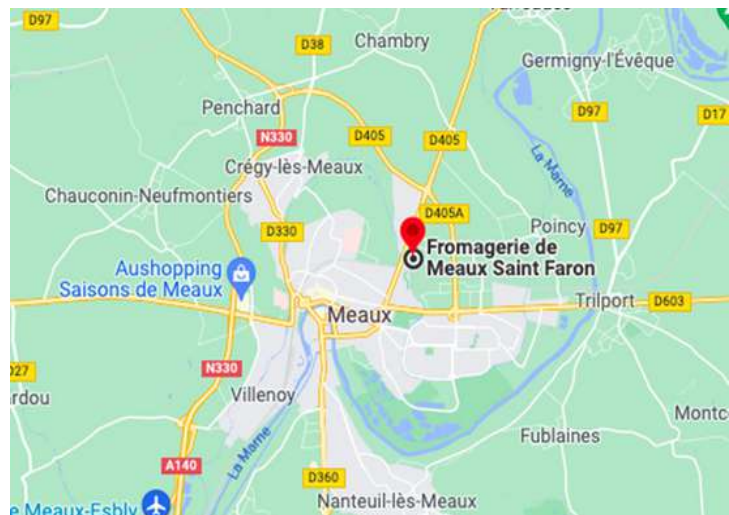 D97
D38
Chambry
Germigny-l'Évêque
Penchard
D97
D17
N330
D405
D405
La Marne
Crégy-lès-Meaux
Chauconin-Neufmontiers
D405A
D330
Poincy
D97
Fromagerie de
Meaux Saint Faron
Aushopping
Saisons de Meaux
Trilport
D603
Meaux
N330
D27
rdou
Villenoy
Montc
Fublaines
La Marne
A140
D360
Nanteuil-lès-Meaux
e Meaux-Esbly